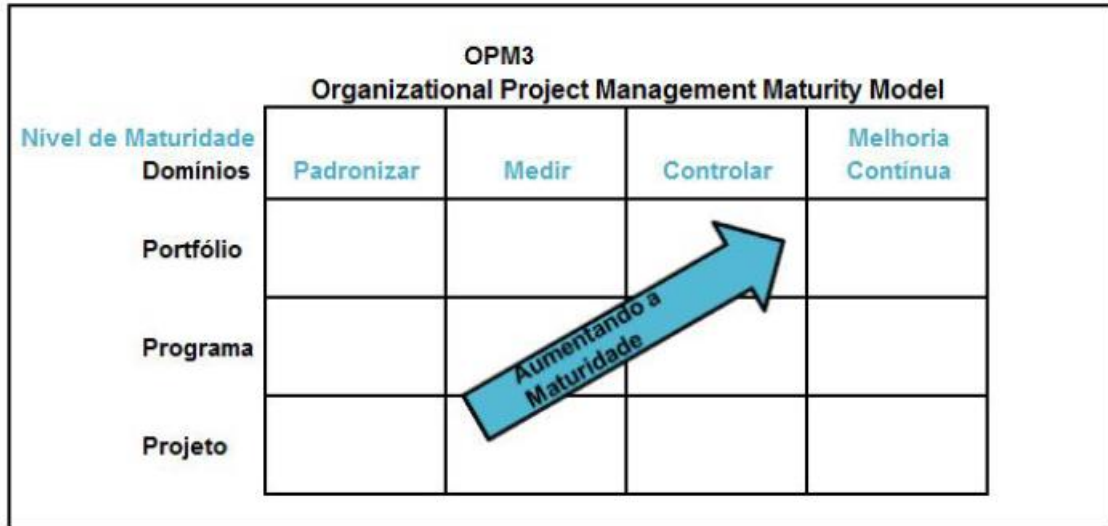 OPM3
Organizational Project Management Maturity Model
Nível de Maturidade
Domínios
Padronizar
Medir
Controlar
Melhoria
Contínua
Portfólio
Programa
Projeto
Aumentando a
Maturidade